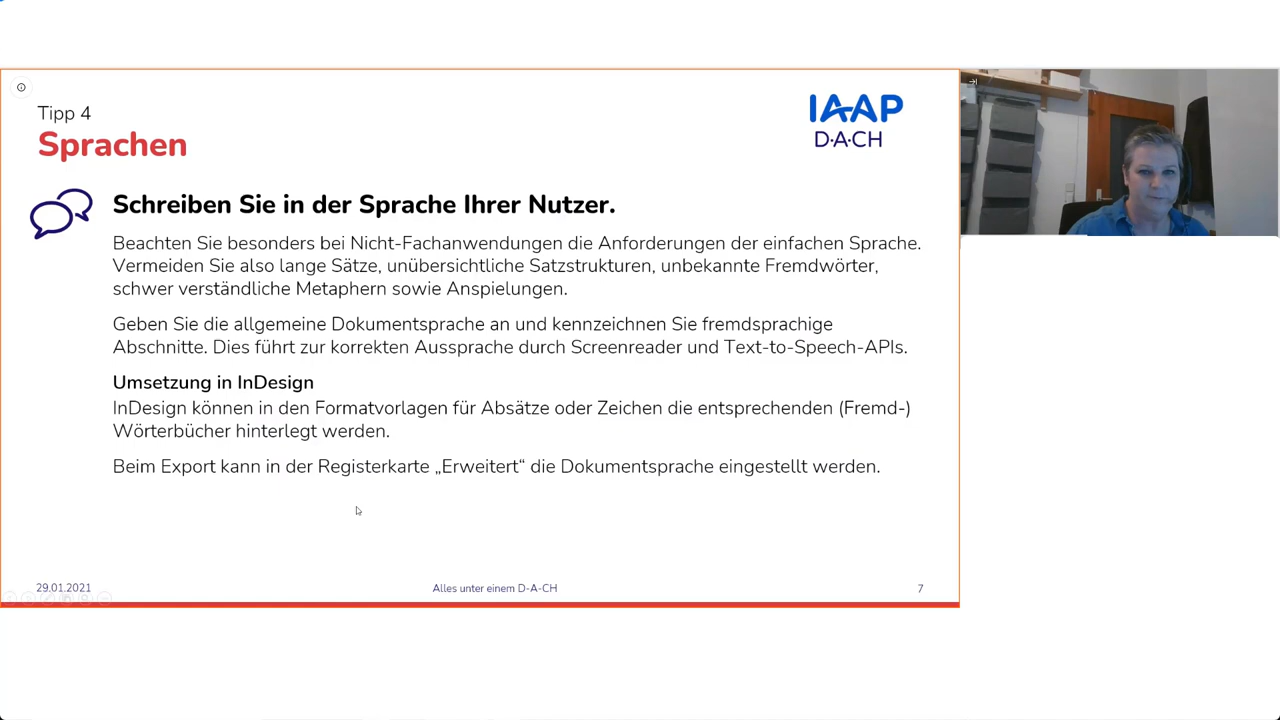 Tipp 4
Sprachen
IAAP
D·A·CH
Schreiben Sie in der Sprache Ihrer Nutzer.
Beachten Sie besonders bei Nicht-Fachanwendungen die Anforderungen der einfachen Sprache.
Vermeiden Sie also lange Sätze, unübersichtliche Satzstrukturen, unbekannte Fremdwörter,
schwer verständliche Metaphern sowie Anspielungen.
Geben Sie die allgemeine Dokumentsprache an und kennzeichnen Sie fremdsprachige
Abschnitte. Dies führt zur korrekten Aussprache durch Screenreader und Text-to-Speech-APIs.
Umsetzung in InDesign
InDesign können in den Formatvorlagen für Absätze oder Zeichen die entsprechenden (Fremd-)
Wörterbücher hinterlegt werden.
Beim Export kann in der Registerkarte „Erweitert“ die Dokumentsprache eingestellt werden.
29.01.2021
Alles unter einem D-A-CH
7